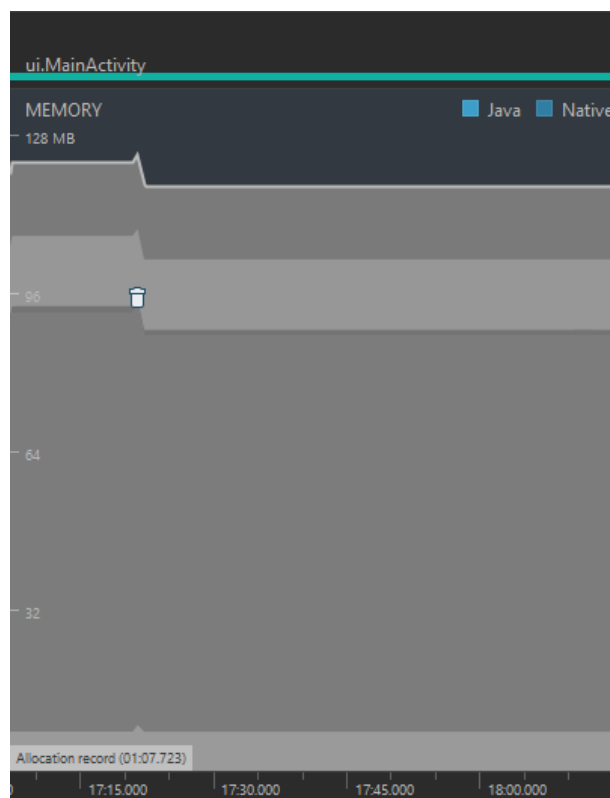 ui.MainActivity
MEMORY Java Native
128 MB
96
64
32
Allocation record (01:07.723)
0 17:15.000 17:30.000 17:45.000 18:00.000